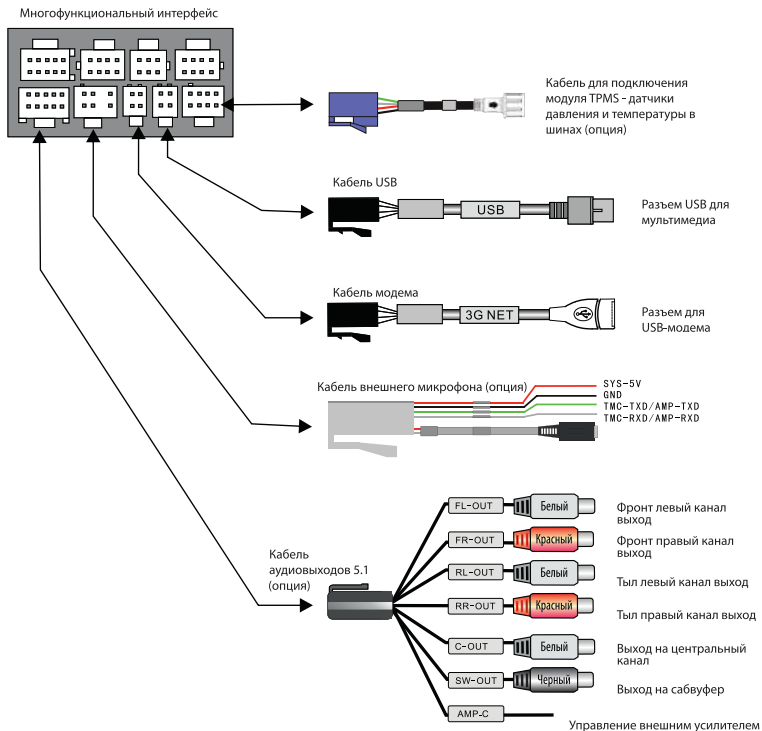 Многофункциональный интерфейс
Кабель для подключения
модуля TPMS - датчики
давления и температуры в
шинах (опция)
Кабель USB
USB
Разъем USB для
мультимедиа
Кабель модема
3G NET
Разъем для
USB-модема
Кабель внешнего микрофона (опция)
SYS-5V
GND
TMC-TXD/AMP-TXD
TMC-RXD/AMP-RXD
Кабель
аудиовыходов 5.1
(опция)
FL-OUT
Белый
Фронт левый канал
выход
FR-OUT
Красный
Фронт правый канал
выход
RL-OUT
Белый
Тыл левый канал выход
RR-OUT
Красный
Тыл правый канал выход
C-OUT
Белый
Выход на центральный
канал
SW-OUT
Черный
Выход на сабвуфер
AMP-C
Управление внешним усилителем